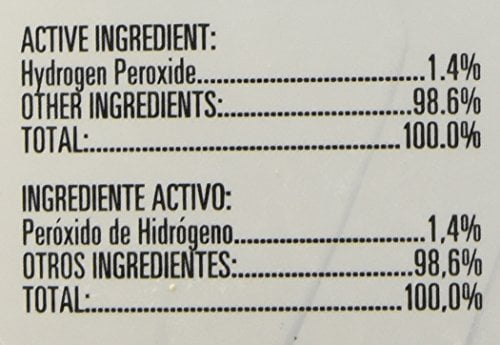 ACTIVE INGREDIENT:
Hydrogen Peroxide..............................1.4%
OTHER INGREDIENTS:.........................98.6%
TOTAL:.........................................100.0%
INGREDIENTE ACTIVO:
Peróxido de Hidrógeno.........................1,4%
OTROS INGREDIENTES:.......................98,6%
TOTAL:.........................................100,0%